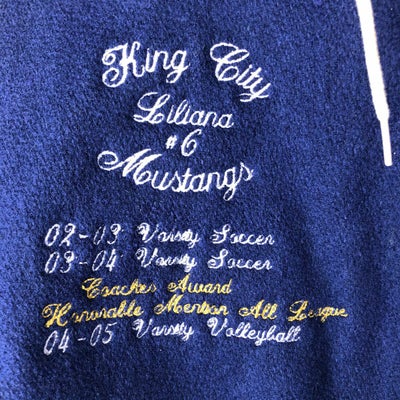 King City
Liliana
#6
Mustangs
02-03 Varsity Soccer
03-04 Varsity Soccer
Coaches Award
Honorable Mention All League
04-05 Varsity Volleyball